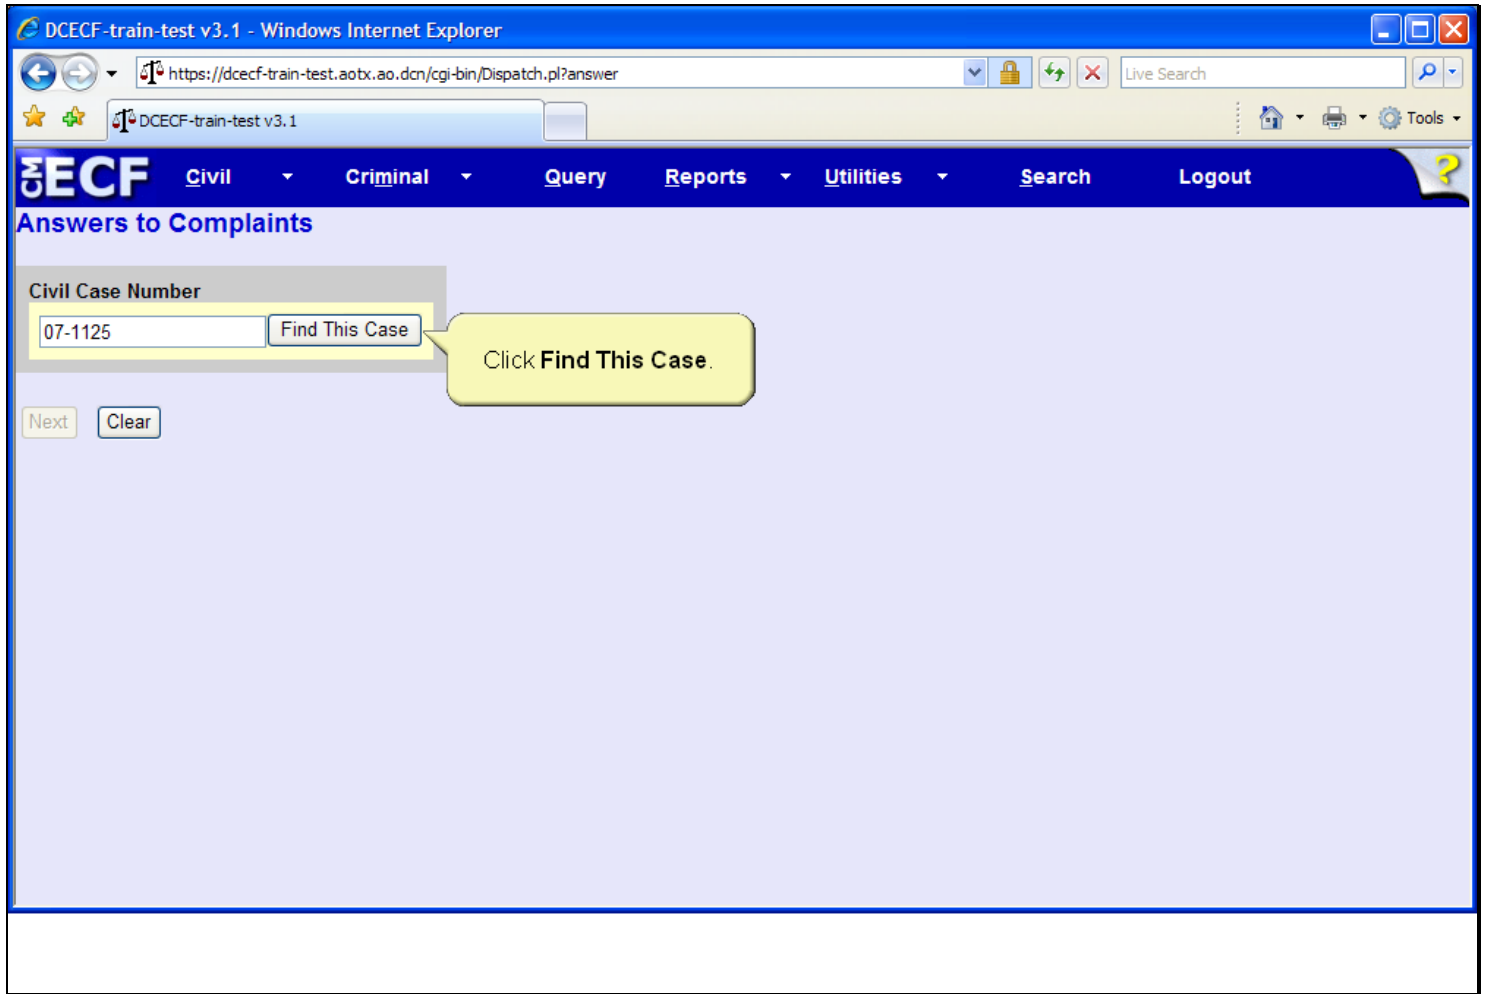 DCECF-train-test v3.1 - Windows Internet Explorer
https://dcecf-train-test.aotx.ao.dcn/cgi-bin/Dispatch.pl?answer
Live Search
DCECF-train-test v3.1
Tools
CM ECF Civil Criminal Query Reports Utilities Search Logout ?
Answers to Complaints
Civil Case Number
07-1125 Find This Case
Click Find This Case.
Next Clear